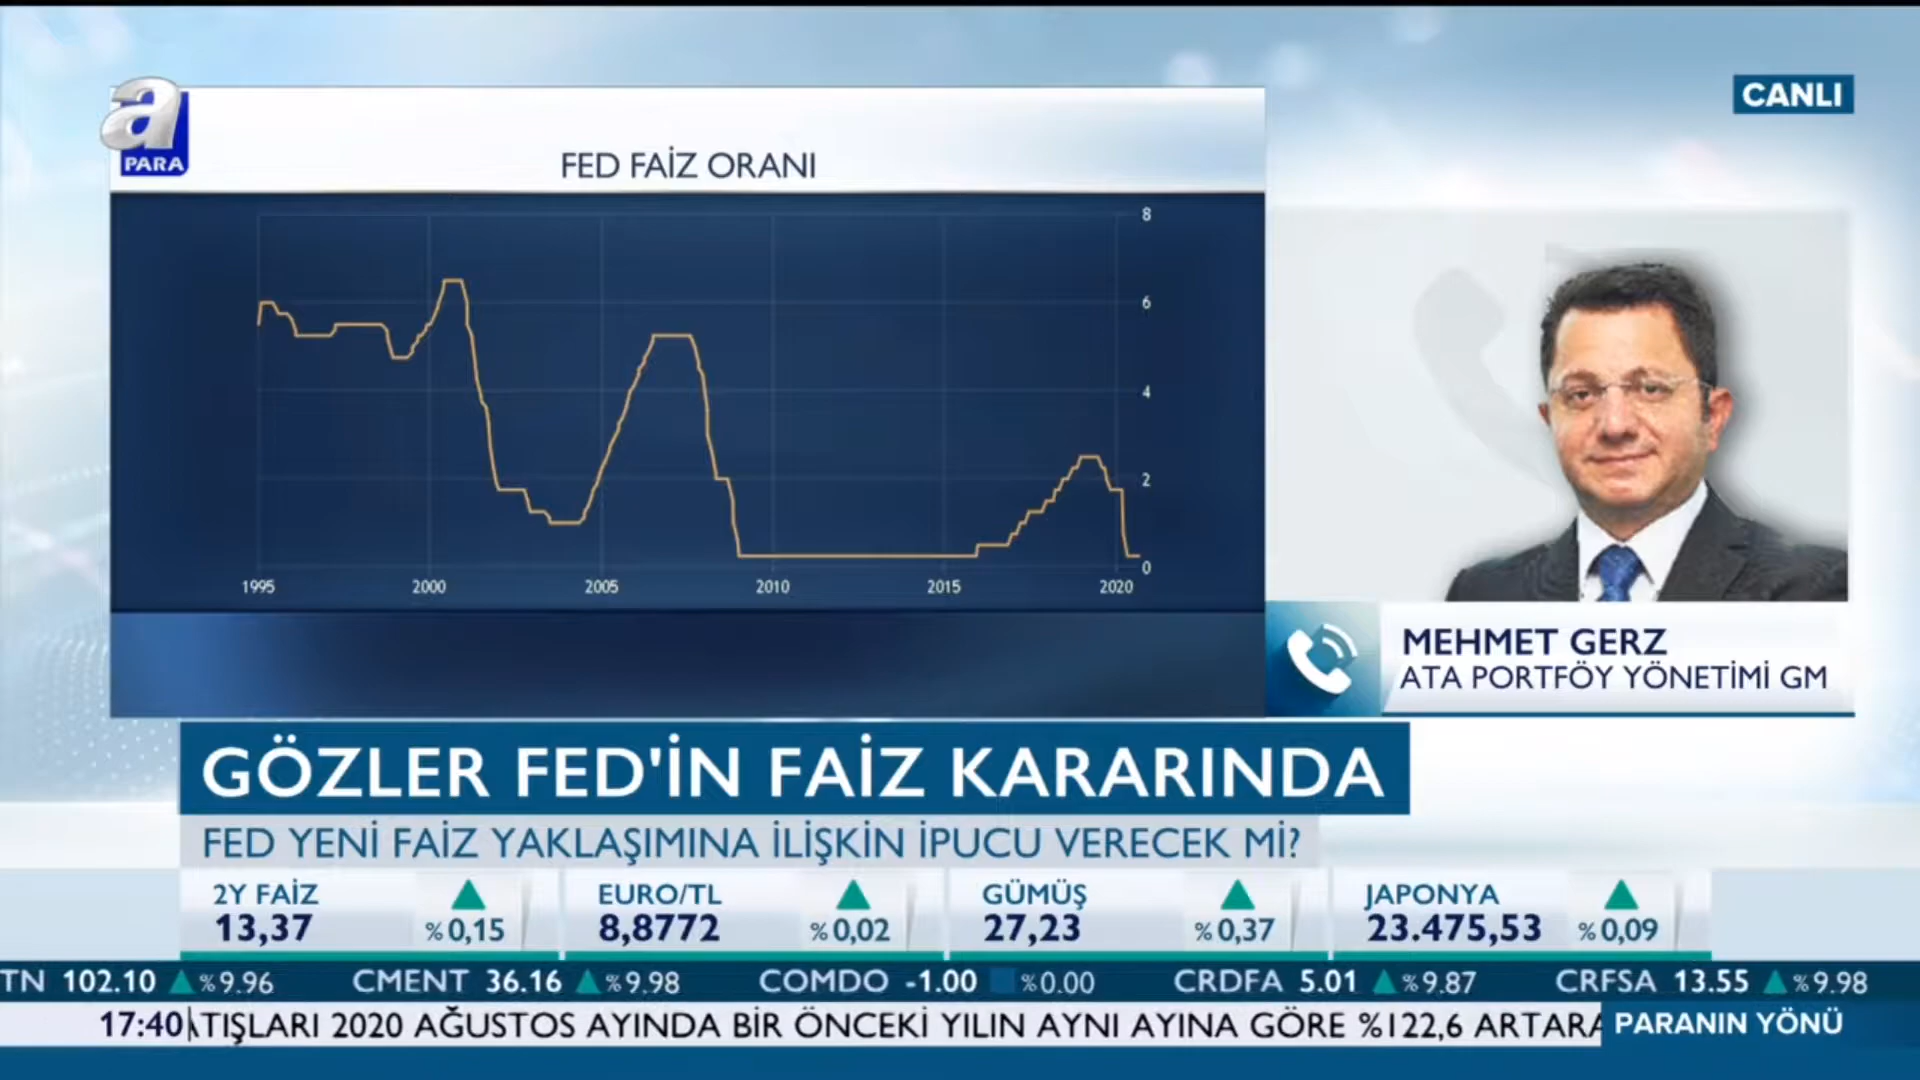 a
PARA
CANLI
FED FAİZ ORANI
8
6
4
2
0
1995 2000 2005 2010 2015 2020
MEHMET GERZ
ATA PORTFÖY YÖNETİMİ GM
GÖZLER FED'İN FAİZ KARARINDA
FED YENİ FAİZ YAKLAŞIMINA İLİŞKİN İPUCU VERECEK Mİ?
2Y FAİZ 13,37 %0,15
EURO/TL 8,8772 %0,02
GÜMÜŞ 27,23 %0,37
JAPONYA 23.475,53 %0,09
TN 102.10 %9.96 CMENT 36.16 %9.98 COMDO -1.00 %0.00 CRDFA 5.01 %9.87 CRFSA 13.55 %9.98
17:40 TIŞLARI 2020 AĞUSTOS AYINDA BİR ÖNCEKİ YILIN AYNI AYINA GÖRE %122,6 ARTARA PARANIN YÖNÜ